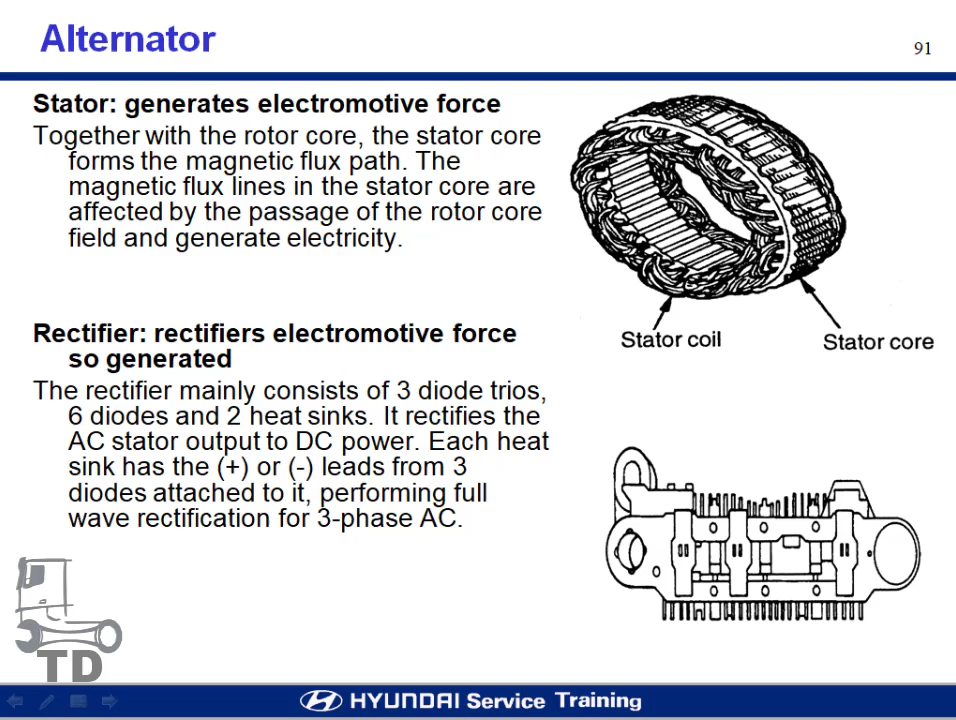 Alternator
91
Stator: generates electromotive force
Together with the rotor core, the stator core
forms the magnetic flux path. The
magnetic flux lines in the stator core are
affected by the passage of the rotor core
field and generate electricity.
Stator coil
Stator core
Rectifier: rectifiers electromotive force
so generated
The rectifier mainly consists of 3 diode trios,
6 diodes and 2 heat sinks. It rectifies the
AC stator output to DC power. Each heat
sink has the (+) or (-) leads from 3
diodes attached to it, performing full
wave rectification for 3-phase AC.
TD
HYUNDAI Service Training